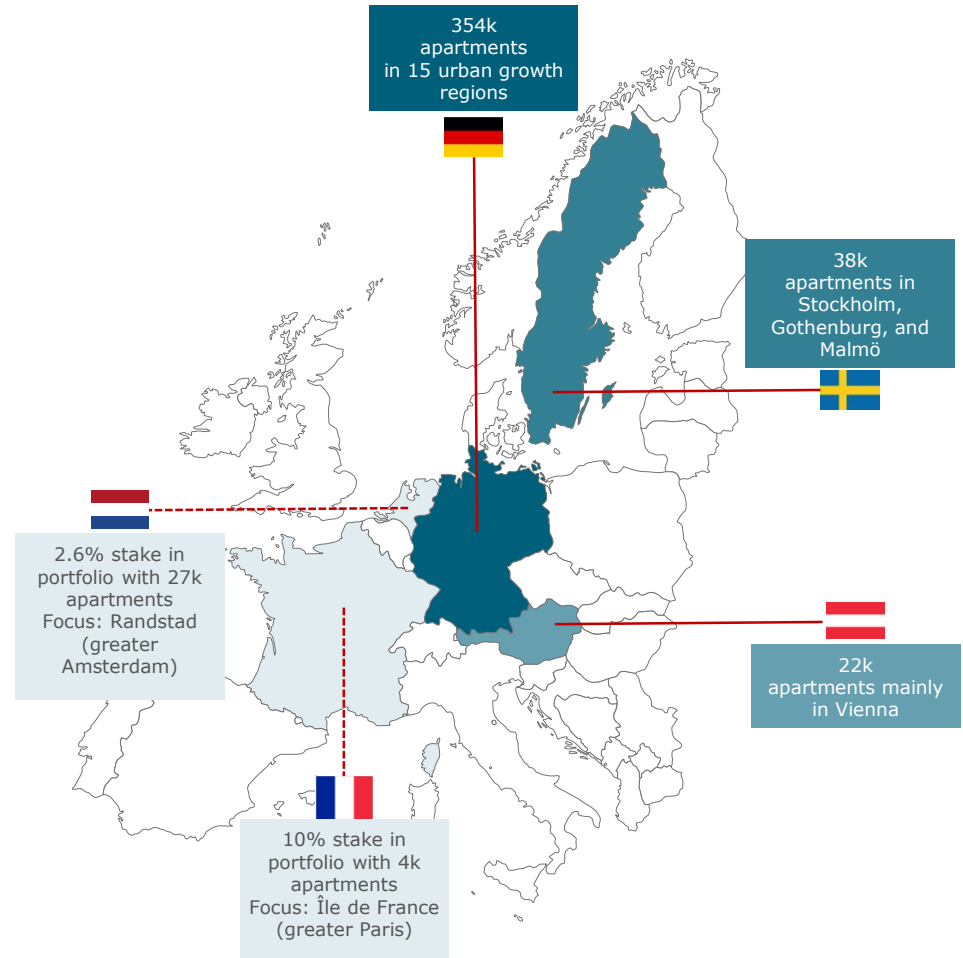 354k
apartments
in 15 urban growth
regions
38k
apartments in
Stockholm,
Gothenburg, and
Malmö
2.6% stake in
portfolio with 27k
apartments
Focus: Randstad
(greater
Amsterdam)
22k
apartments mainly
in Vienna
10% stake in
portfolio with 4k
apartments
Focus: Île de France
(greater Paris)